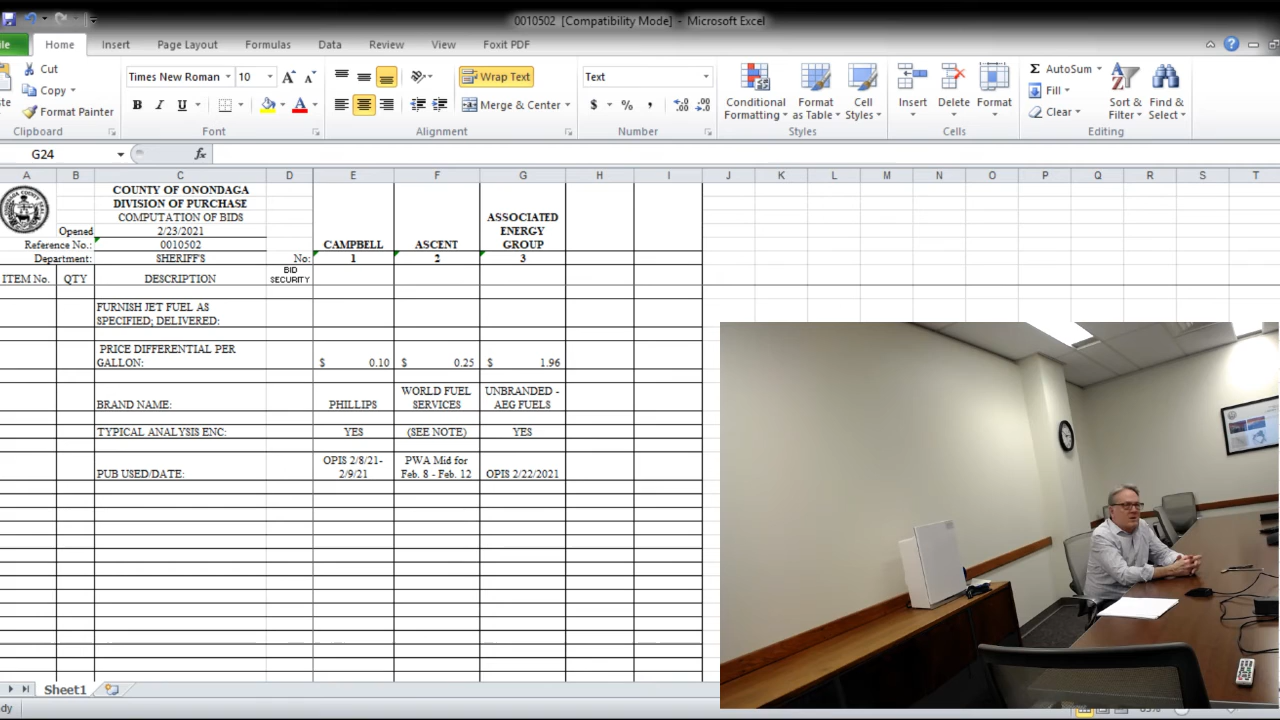 0010502 [Compatibility Mode] - Microsoft Excel
Home Insert Page Layout Formulas Data Review View Foxit PDF
Cut
Copy
Format Painter
Clipboard
Times New Roman 10
B I U
Font
Wrap Text
Merge & Center
Alignment
Text
$ % ,
Number
Conditional Formatting
Format as Table
Cell Styles
Styles
Insert Delete Format
Cells
AutoSum
Fill
Clear
Sort & Filter
Find & Select
Editing
G24 fx
A B C D E F G H I J K L M N O P Q R S T
COUNTY OF ONONDAGA
DIVISION OF PURCHASE
COMPUTATION OF BIDS
Opened 2/23/2021
Reference No.: 0010502
Department: SHERIFF'S No:
CAMPBELL ASCENT ASSOCIATED ENERGY GROUP
1 2 3
ITEM No. QTY DESCRIPTION BID SECURITY
FURNISH JET FUEL AS
SPECIFIED; DELIVERED:
PRICE DIFFERENTIAL PER
GALLON: $ 0.10 $ 0.25 $ 1.96
BRAND NAME: PHILLIPS WORLD FUEL SERVICES UNBRANDED - AEG FUELS
TYPICAL ANALYSIS ENC: YES (SEE NOTE) YES
PUB USED/DATE: OPIS 2/8/21-2/9/21 PWA Mid for Feb. 8 - Feb. 12 OPIS 2/22/2021
Sheet1